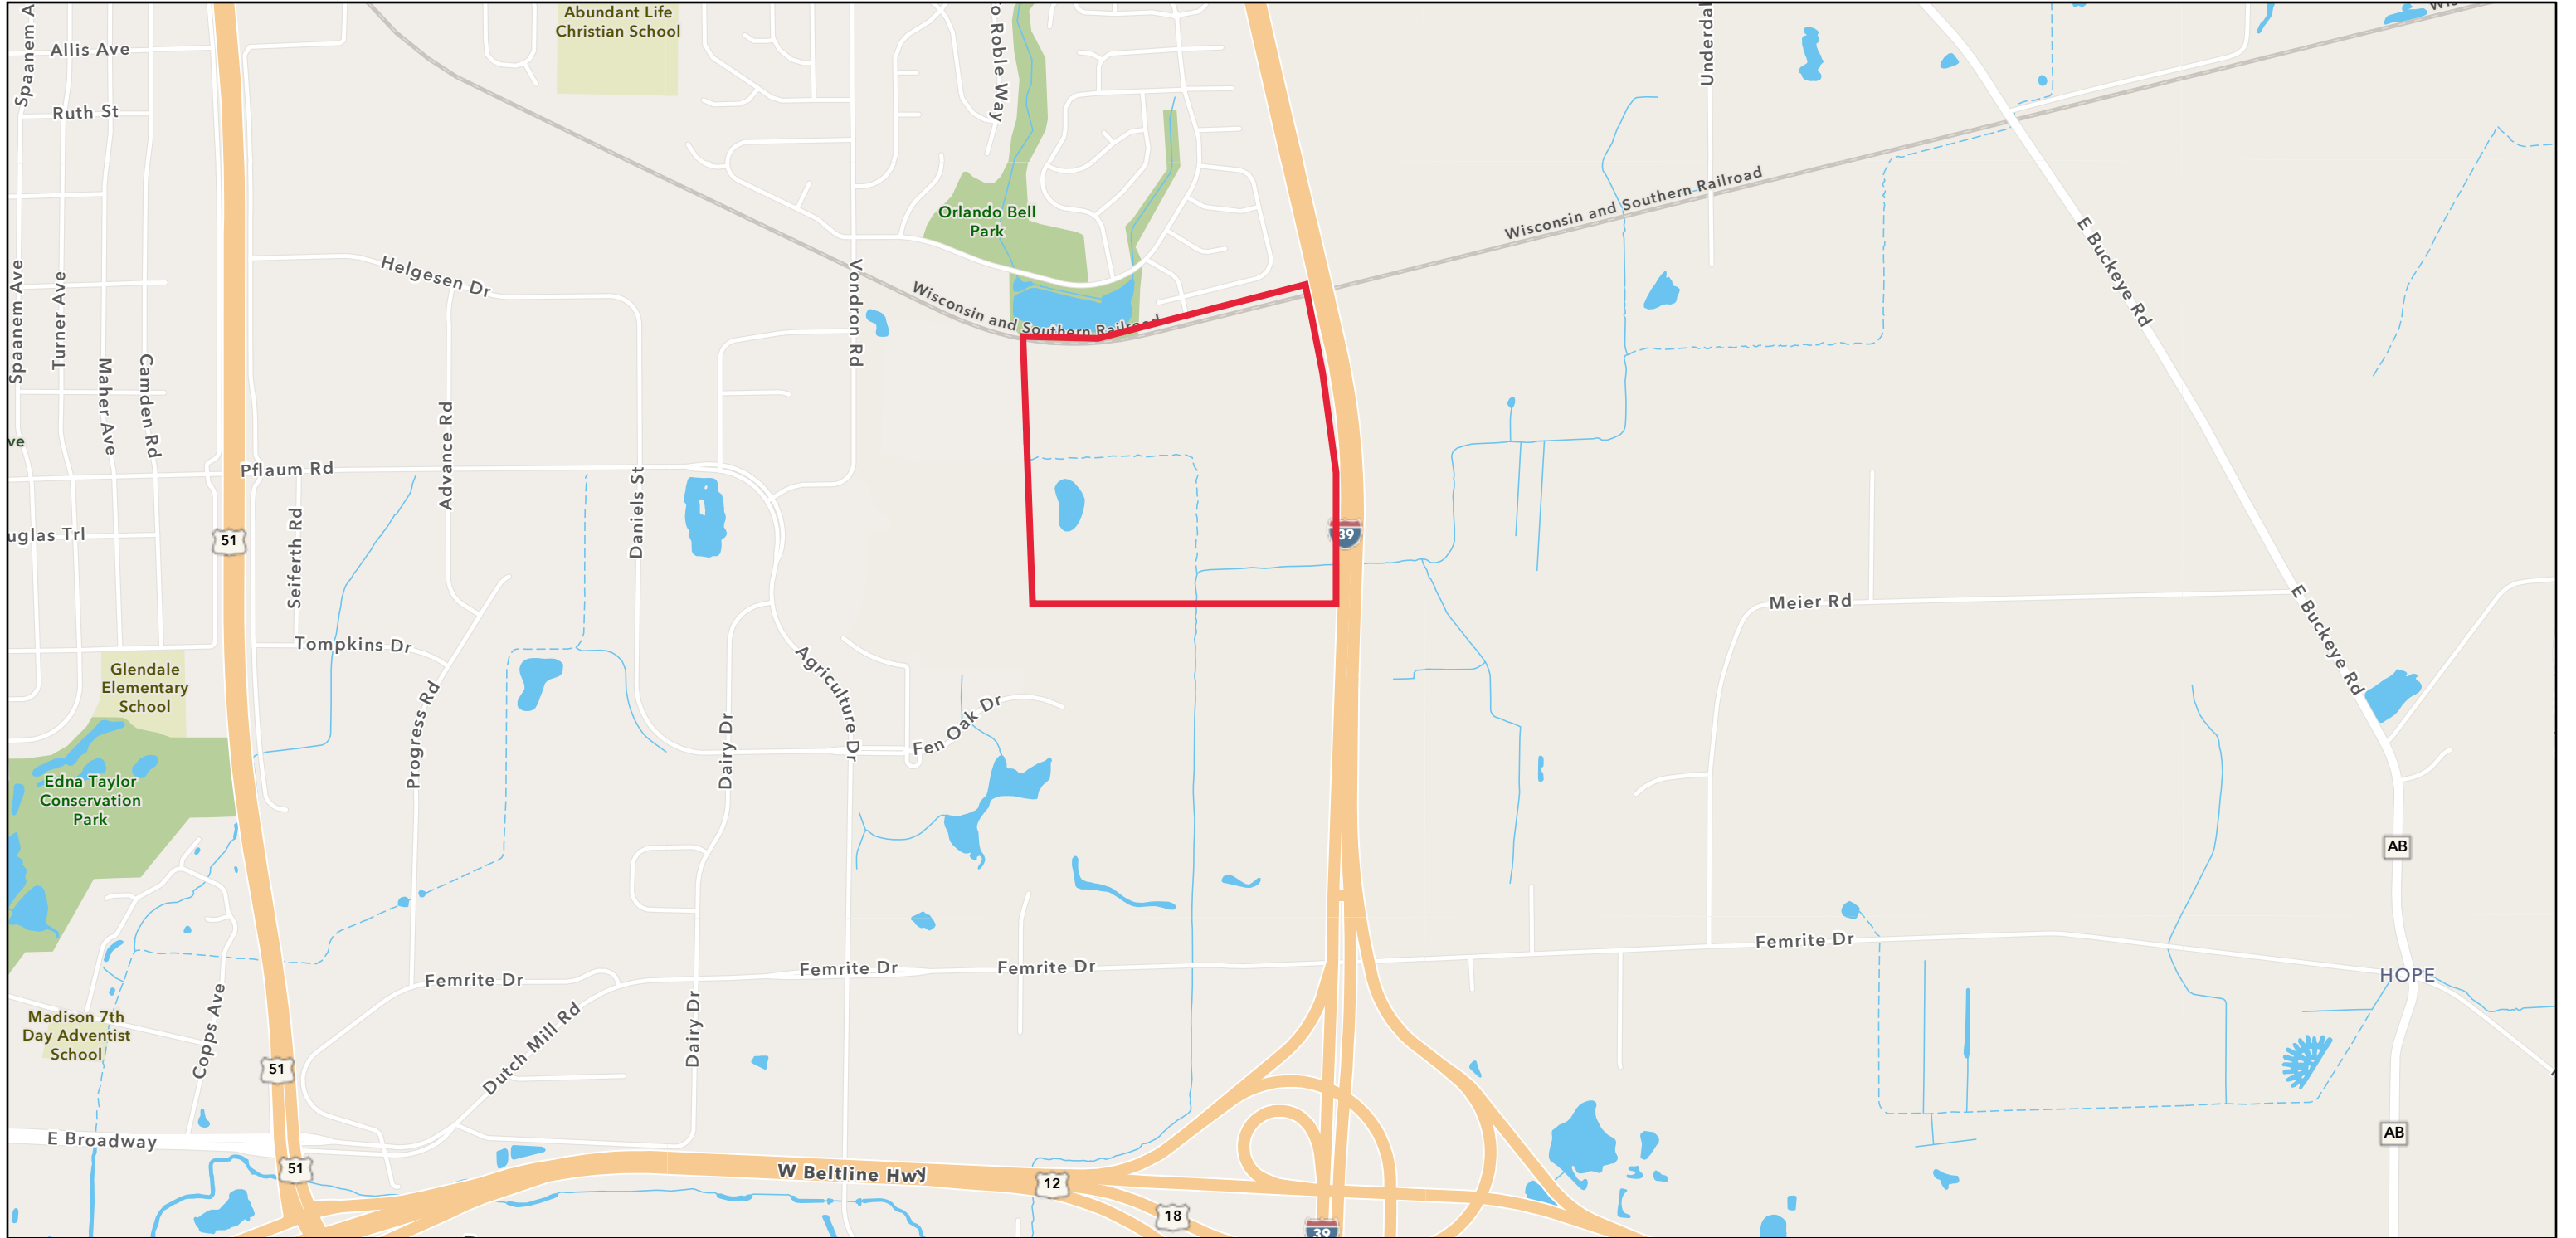 Abundant Life
Christian School
Spaanem A
Allis Ave
Ruth St
o Roble Way
Underpa
Orlando Bell
Park
Wisconsin and Southern Railroad
E Buckeye Rd
Helgesen Dr
Vondron Rd
Wisconsin and Southern Railroad
Spaanem Ave
Turner Ave
Maher Ave
Camden Rd
Advance Rd
ve
Pflaum Rd
Daniels St
uglas Trl
51
Seiferth Rd
39
Meier Rd
E Buckeye Rd
Tompkins Dr
Glendale
Elementary
School
Progress Rd
Agriculture Dr
Dairy Dr
Fen Oak Dr
Edna Taylor
Conservation
Park
AB
Femrite Dr
Femrite Dr
Femrite Dr
Femrite Dr
HOPE
Madison 7th
Day Adventist
School
Copps Ave
Dutch Mill Rd
Dairy Dr
51
E Broadway
51
W Beltline Hwy
12
18
39
AB